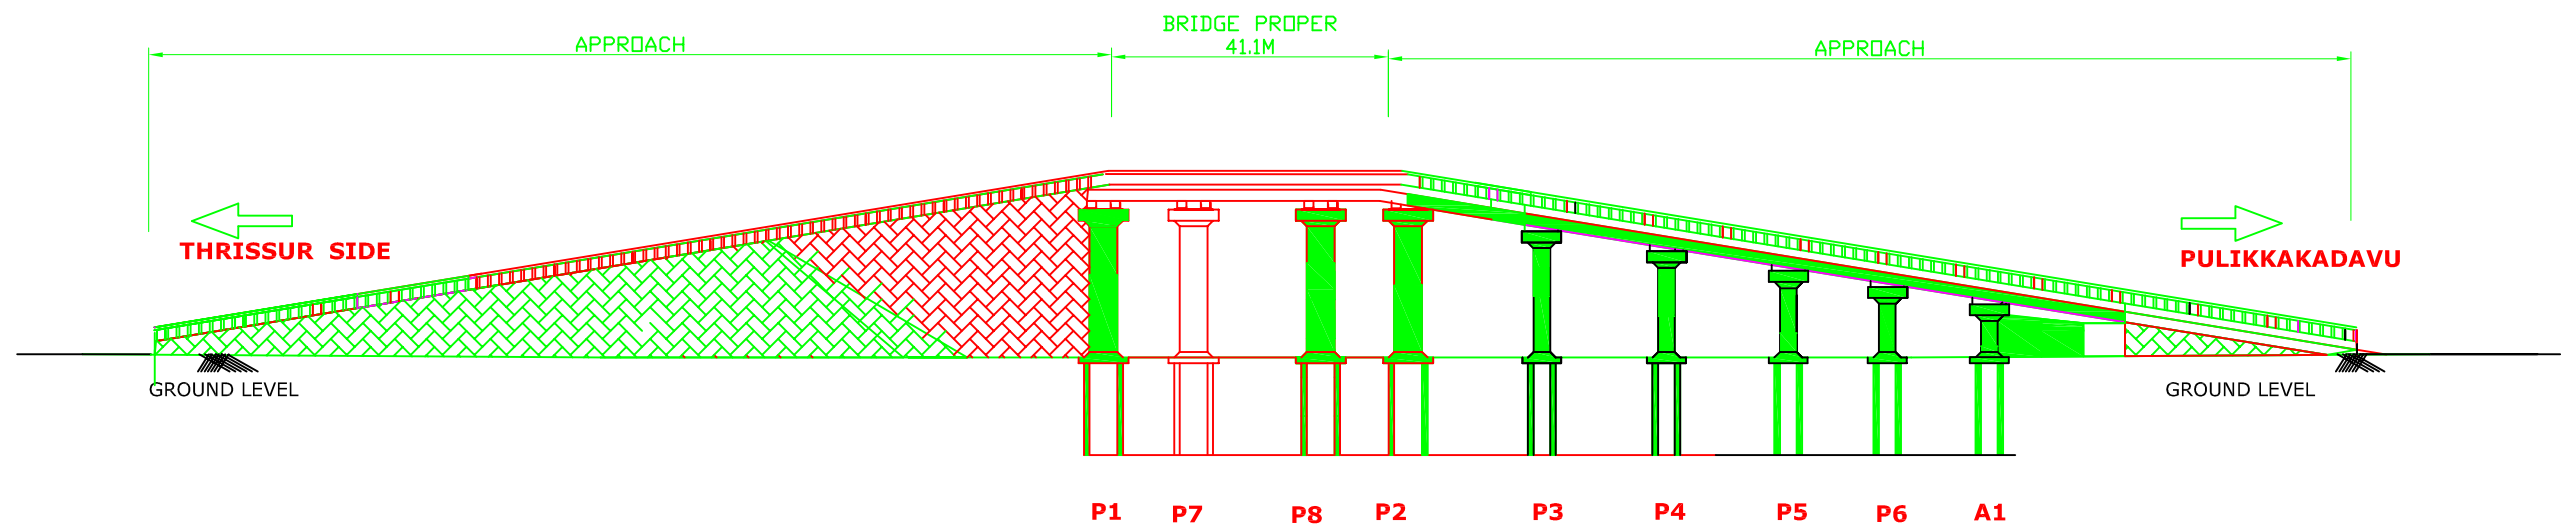 BRIDGE PROPER
APPROACH
41.1M
APPROACH
THRISSUR SIDE
PULIKKAKADAVU
GROUND LEVEL
GROUND LEVEL
P1 P7 P8 P2 P3 P4 P5 P6 A1